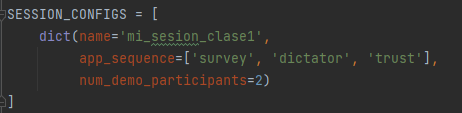 SESSION_CONFIGS = [
    dict(name='mi_sesion_clase1',
         app_sequence=['survey', 'dictator', 'trust'],
         num_demo_participants=2)
]